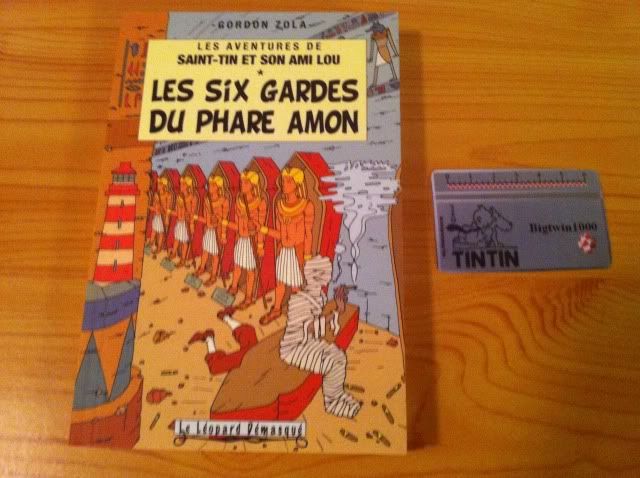 GORDON ZOLA
LES AVENTURES DE
SAINT-TIN ET SON AMI LOU
*
LES SIX GARDES
DU PHARE AMON
Le Léopard Démasqué
Bigtwin1000
TINTIN